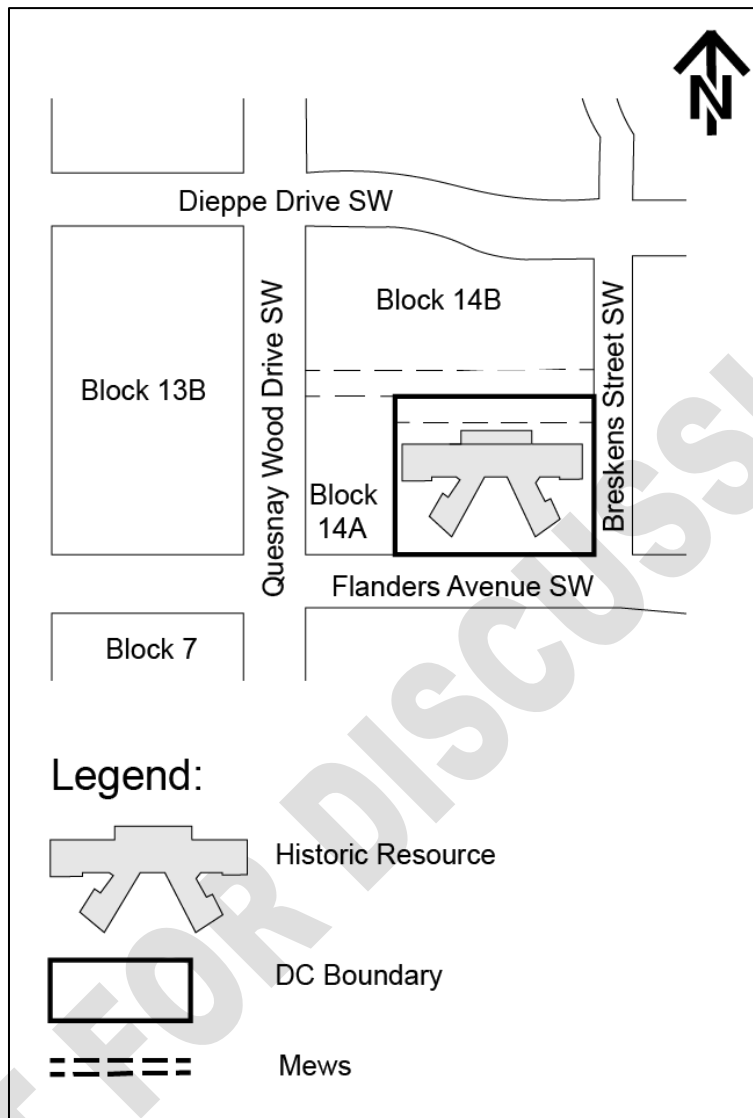 N
Dieppe Drive SW
Block 14B
Quesnay Wood Drive SW
Breskens Street SW
Block 13B
Block
14A
Flanders Avenue SW
Block 7
Legend:
Historic Resource
DC Boundary
Mews
FOR DISCUSSI